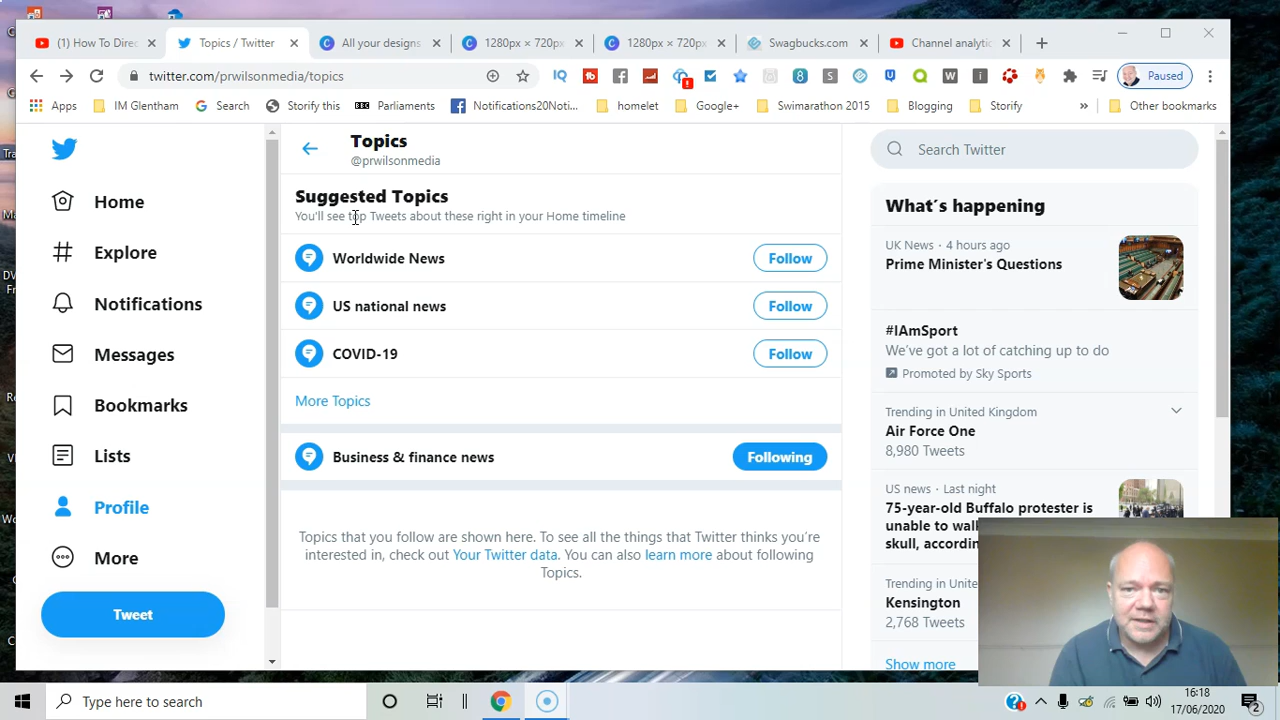 (1) How To Direc
Topics / Twitter
All your designs
1280px × 720px
1280px × 720px
Swagbucks.com
Channel analytic
twitter.com/prwilsonmedia/topics
Paused
Apps
IM Glentham
Search
Storify this
Parliaments
Notifications20Noti...
homelet
Google+
Swimarathon 2015
Blogging
Storify
»
Other bookmarks
Home
Explore
Notifications
Messages
Bookmarks
Lists
Profile
More
Tweet
Topics
@prwilsonmedia
Suggested Topics
You'll see top Tweets about these right in your Home timeline
Worldwide News
Follow
US national news
Follow
COVID-19
Follow
More Topics
Business & finance news
Following
Topics that you follow are shown here. To see all the things that Twitter thinks you're
interested in, check out Your Twitter data. You can also learn more about following
Topics.
Search Twitter
What's happening
UK News · 4 hours ago
Prime Minister's Questions
#IAmSport
We've got a lot of catching up to do
Promoted by Sky Sports
Trending in United Kingdom
Air Force One
8,980 Tweets
US news · Last night
75-year-old Buffalo protester is
unable to
skull,
Trending in
Kensington
2,768 Tweets
Show more
Type here to search
16:18
17/06/2020
2